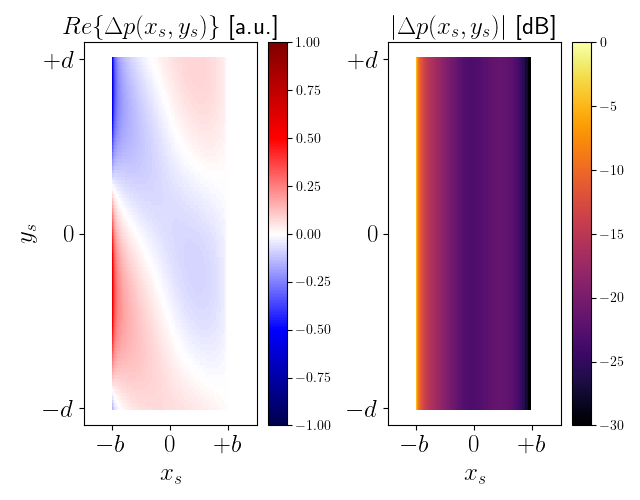 Re{Δp(x_s, y_s)} [a.u.]
|Δp(x_s, y_s)| [dB]
+d
0
−d
y_s
−b 0 +b
x_s
1.00
0.75
0.50
0.25
0.00
−0.25
−0.50
−0.75
−1.00
+d
0
−d
−b 0 +b
x_s
0
−5
−10
−15
−20
−25
−30